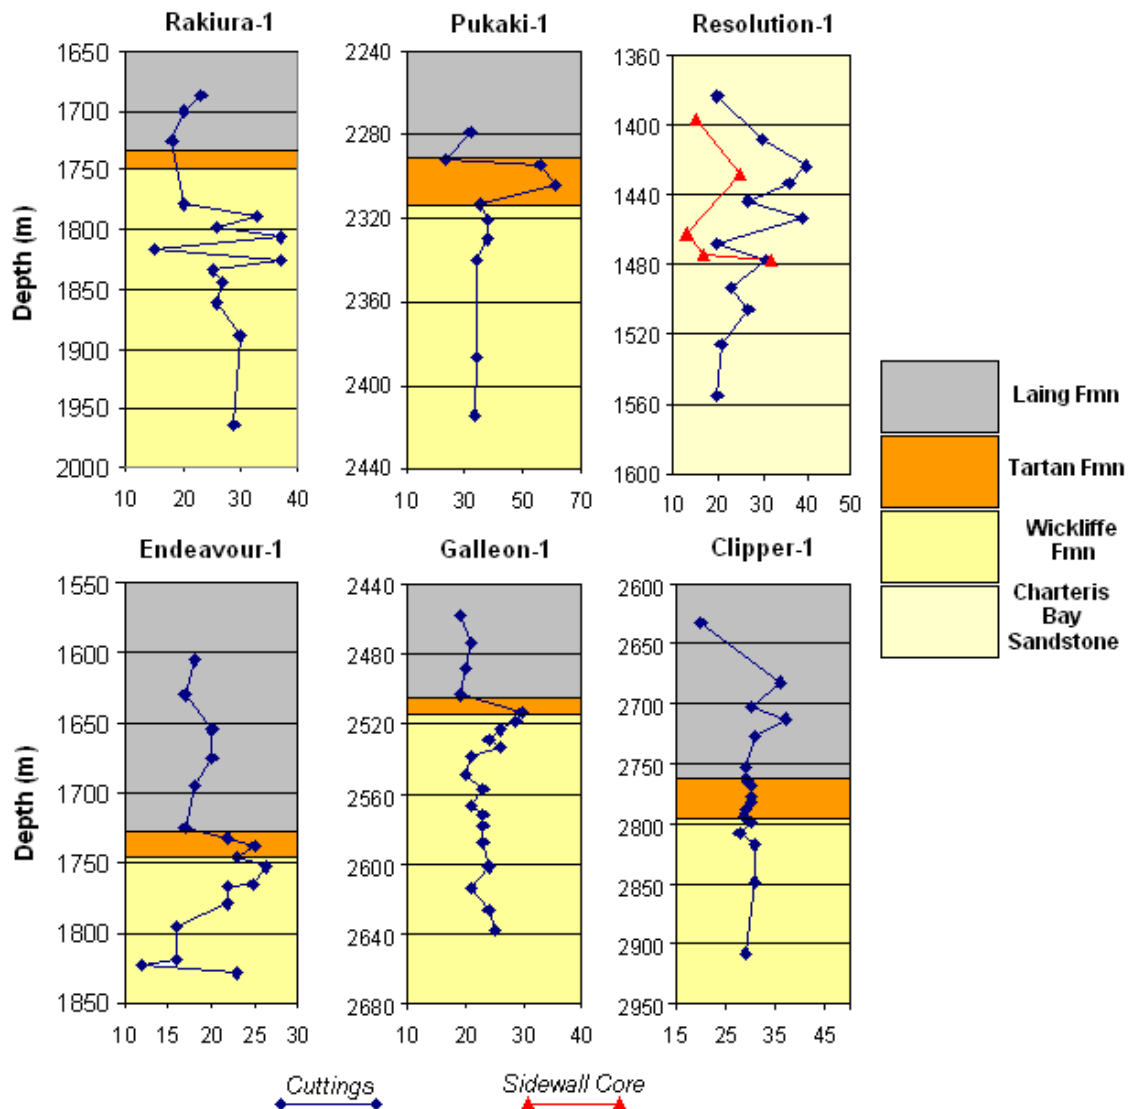 Rakiura-1
Pukaki-1
Resolution-1
Depth (m)
1650
1700
1750
1800
1850
1900
1950
2000
10 20 30 40
2240
2280
2320
2360
2400
2440
10 30 50 70
1360
1400
1440
1480
1520
1560
1600
10 20 30 40 50
Laing Fmn
Tartan Fmn
Wickliffe
Fmn
Charteris
Bay
Sandstone
Endeavour-1
Galleon-1
Clipper-1
Depth (m)
1550
1600
1650
1700
1750
1800
1850
10 15 20 25 30
2440
2480
2520
2560
2600
2640
2680
10 20 30 40
2600
2650
2700
2750
2800
2850
2900
2950
15 25 35 45
Cuttings
Sidewall Core